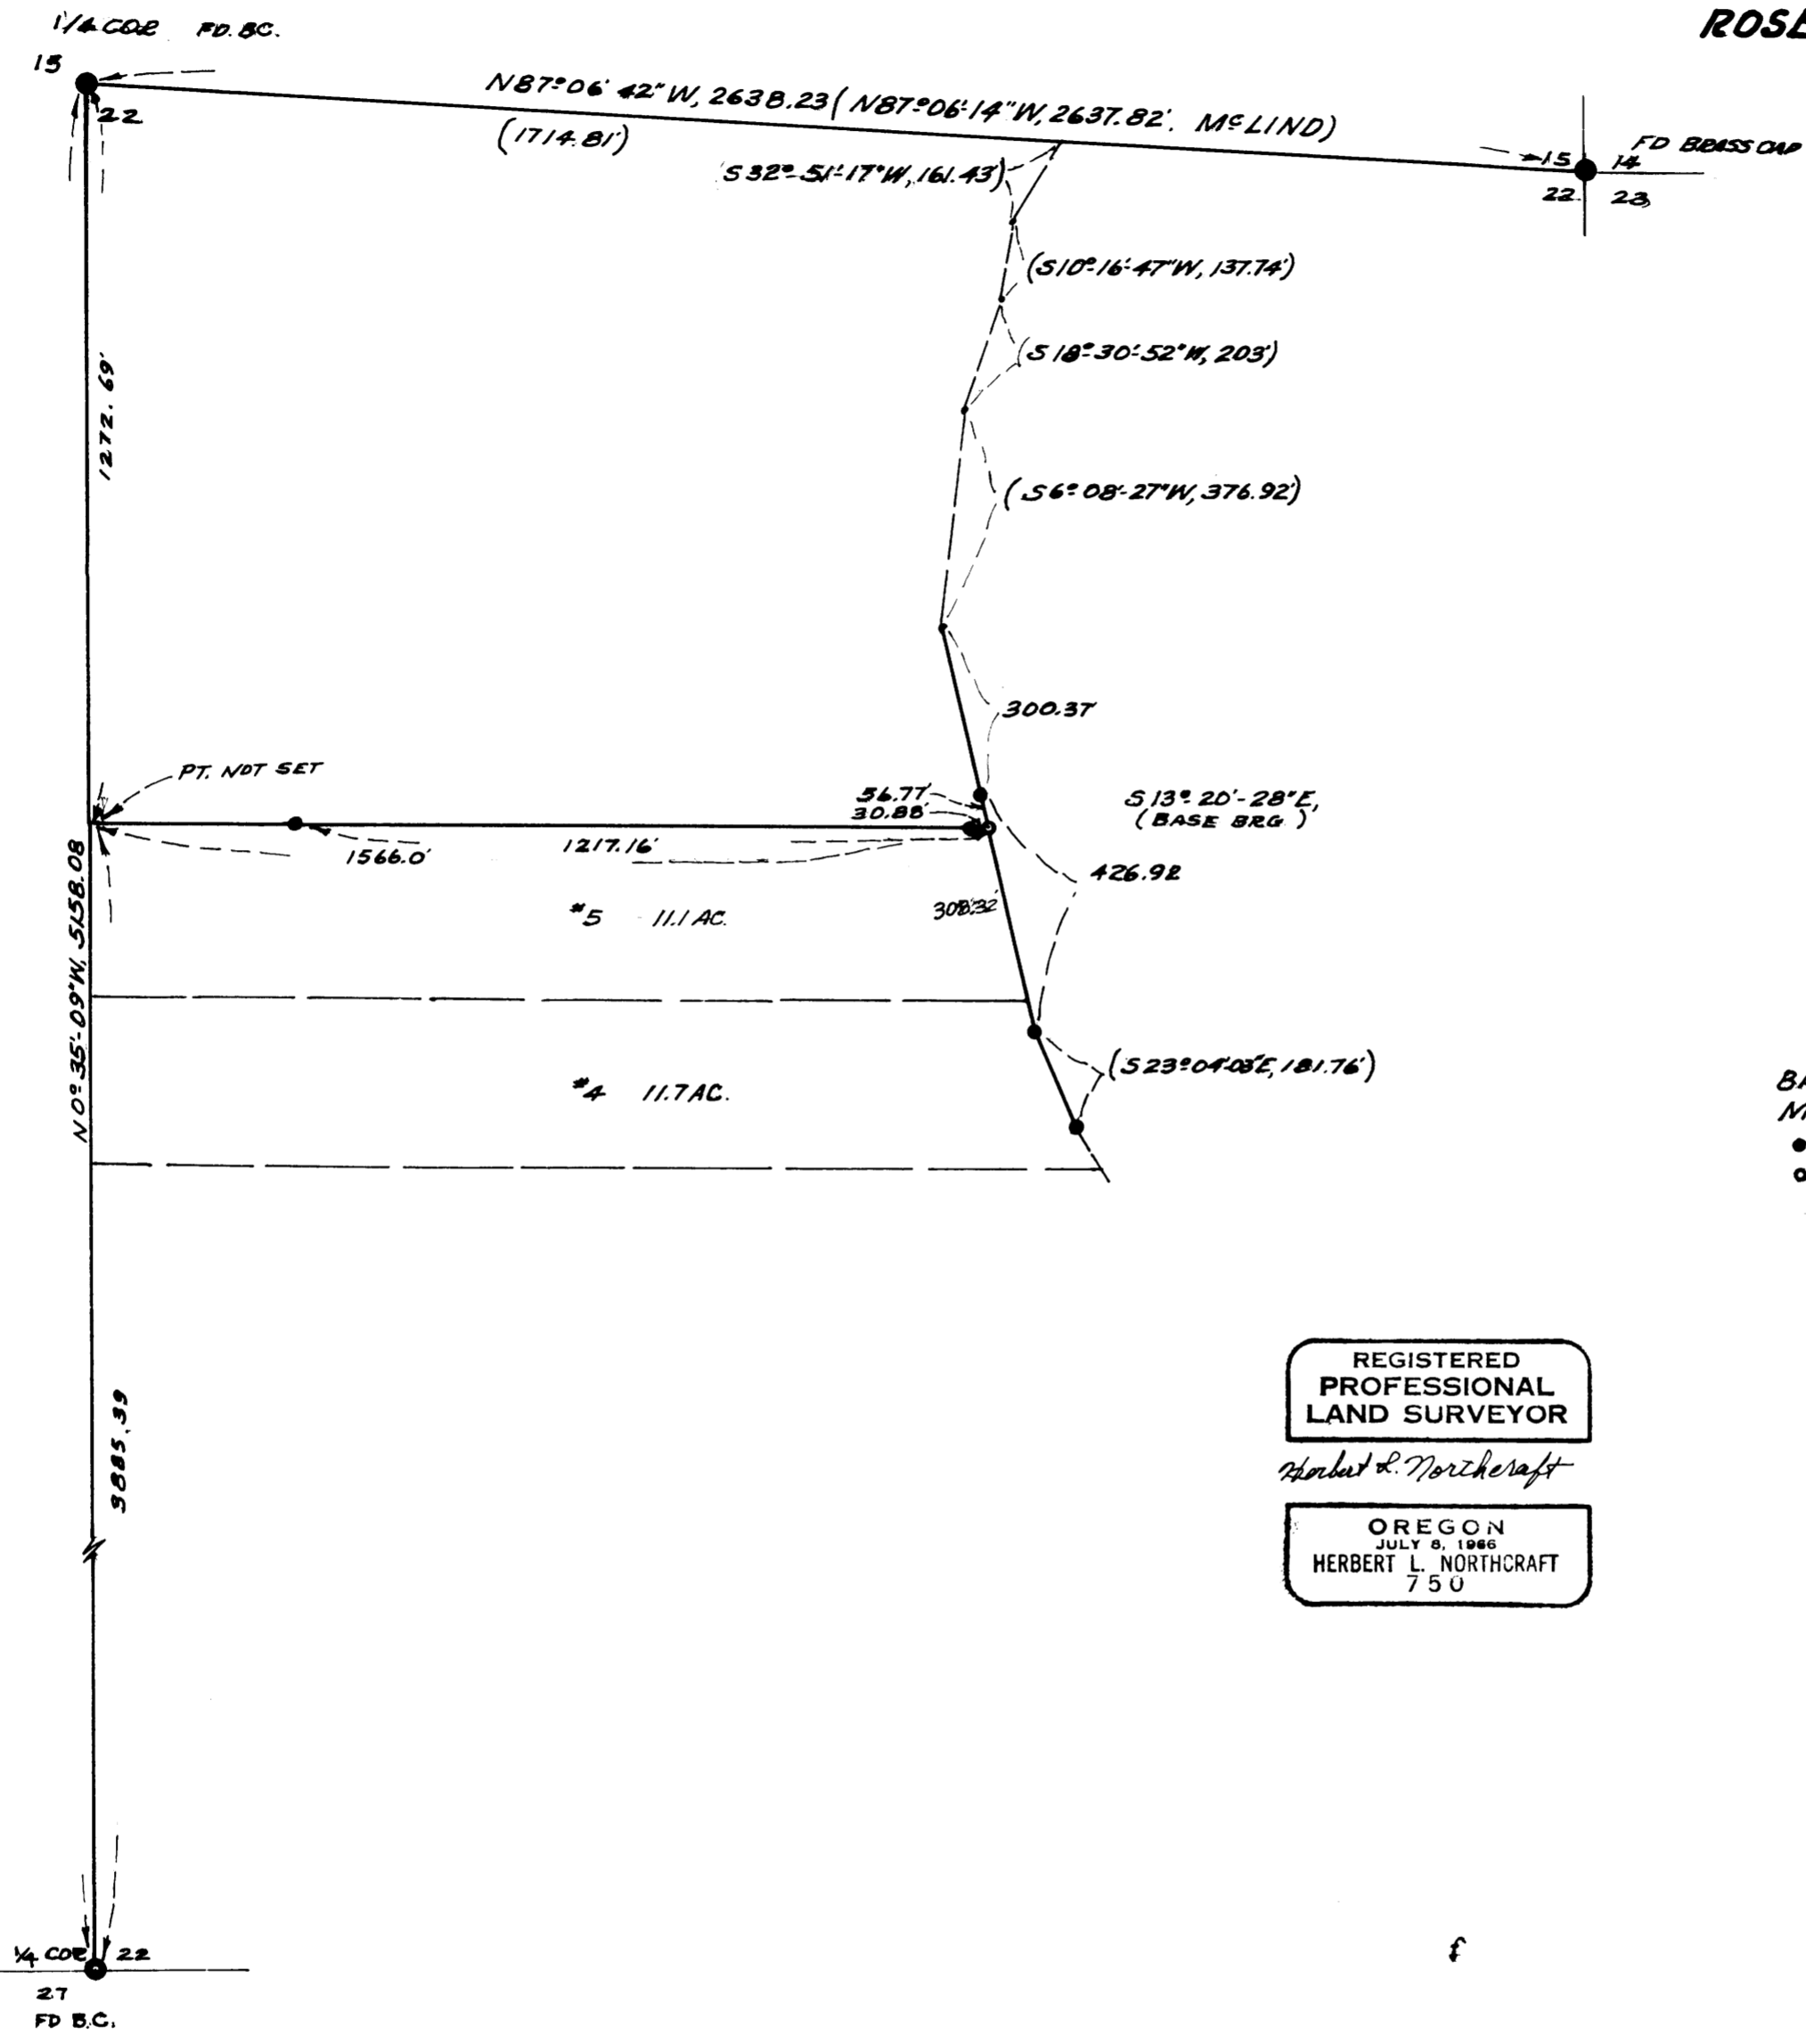 1/4 COR FD. BC.
15
22
N87°06' 42"W, 2638.23 (N87°06'-14"W, 2637.82'. McLIND)
(1714.81')
S32°-51'-17"W, 161.43')
15 14
22 23
FD BRASS CAP
(S10°-16'-47"W, 137.74')
1272.69'
(S18°-30'-52"W, 203')
(S6°-08'-27"W, 376.92')
300.37'
PT. NOT SET
56.77'
30.88'
S13°-20'-28"E,
(BASE BRG.)
1566.0'
1217.16'
426.92
#5 11.1 AC.
308.32'
N0°-35'-09"W, 5158.08
(S23°04'03"E, 181.76')
#4 11.7 AC.
REGISTERED
PROFESSIONAL
LAND SURVEYOR
Herbert L. Northcraft
OREGON
JULY 8, 1966
HERBERT L. NORTHCRAFT
750
3885.39
1/4 COR 22
27
FD B.C.